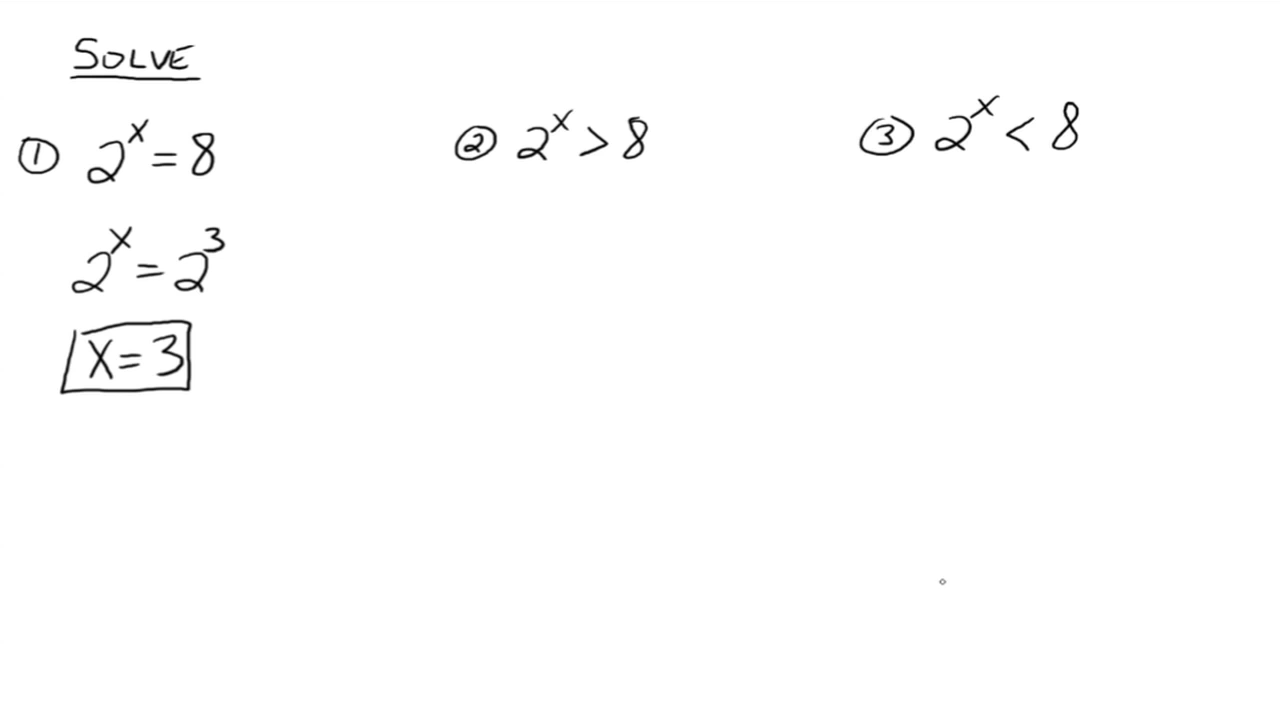 SOLVE
① 2^x = 8
2^x = 2^3
x = 3
② 2^x > 8
③ 2^x < 8